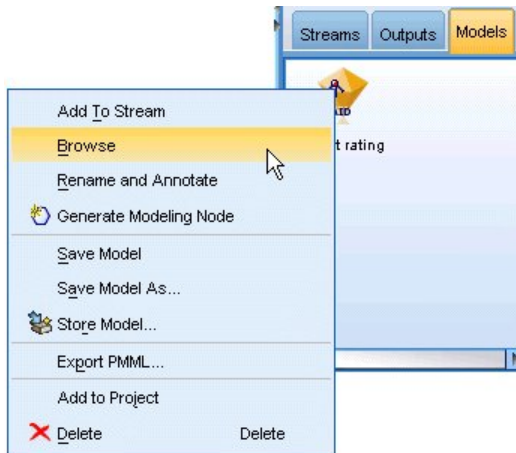 Streams Outputs Models
t rating
Add To Stream
Browse
Rename and Annotate
Generate Modeling Node
Save Model
Save Model As...
Store Model...
Export PMML...
Add to Project
Delete Delete